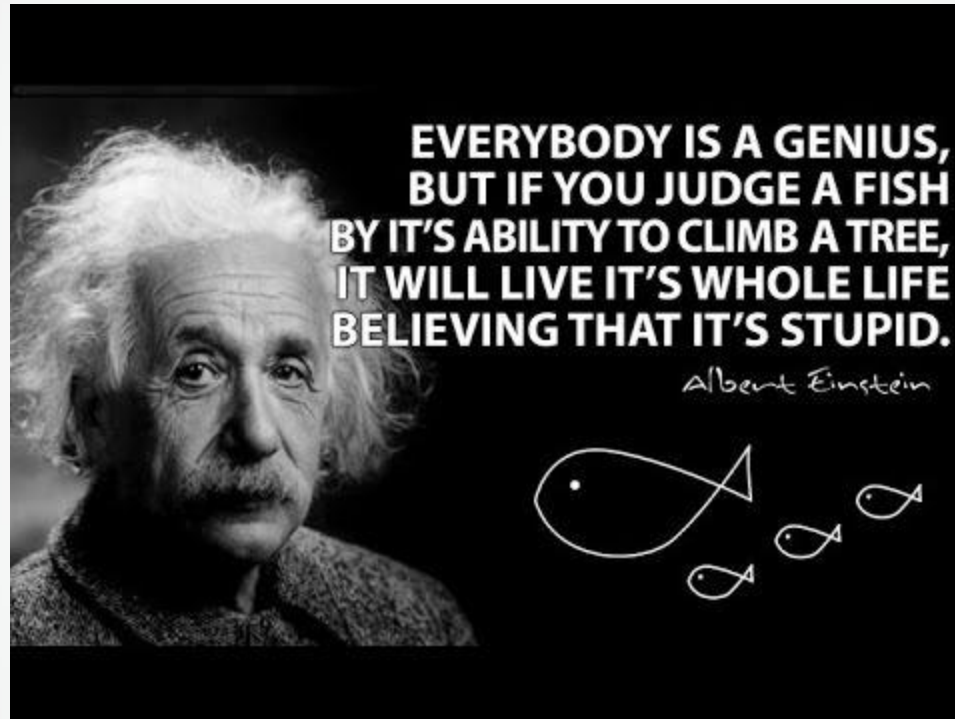 EVERYBODY IS A GENIUS,
BUT IF YOU JUDGE A FISH
BY IT'S ABILITY TO CLIMB A TREE,
IT WILL LIVE IT'S WHOLE LIFE
BELIEVING THAT IT'S STUPID.
Albert Einstein